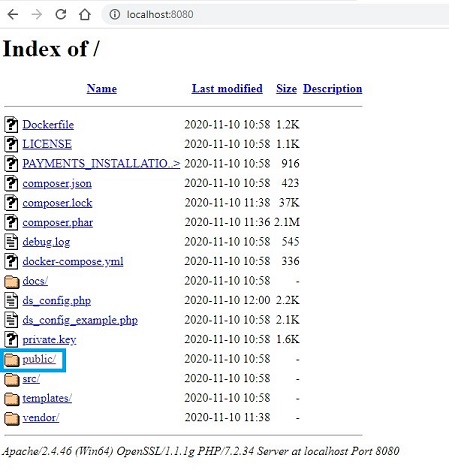 localhost:8080
Index of /
Name Last modified Size Description
Dockerfile 2020-11-10 10:58 1.2K
LICENSE 2020-11-10 10:58 1.1K
PAYMENTS_INSTALLATIO..> 2020-11-10 10:58 916
composer.json 2020-11-10 10:58 423
composer.lock 2020-11-10 11:38 37K
composer.phar 2020-11-10 11:36 2.1M
debug.log 2020-11-10 10:58 545
docker-compose.yml 2020-11-10 10:58 336
docs/ 2020-11-10 10:58 -
ds_config.php 2020-11-10 12:00 2.2K
ds_config_example.php 2020-11-10 10:58 2.1K
private.key 2020-11-10 10:58 1.6K
public/ 2020-11-10 10:58 -
src/ 2020-11-10 10:58 -
templates/ 2020-11-10 10:58 -
vendor/ 2020-11-10 11:38 -
Apache/2.4.46 (Win64) OpenSSL/1.1.1g PHP/7.2.34 Server at localhost Port 8080